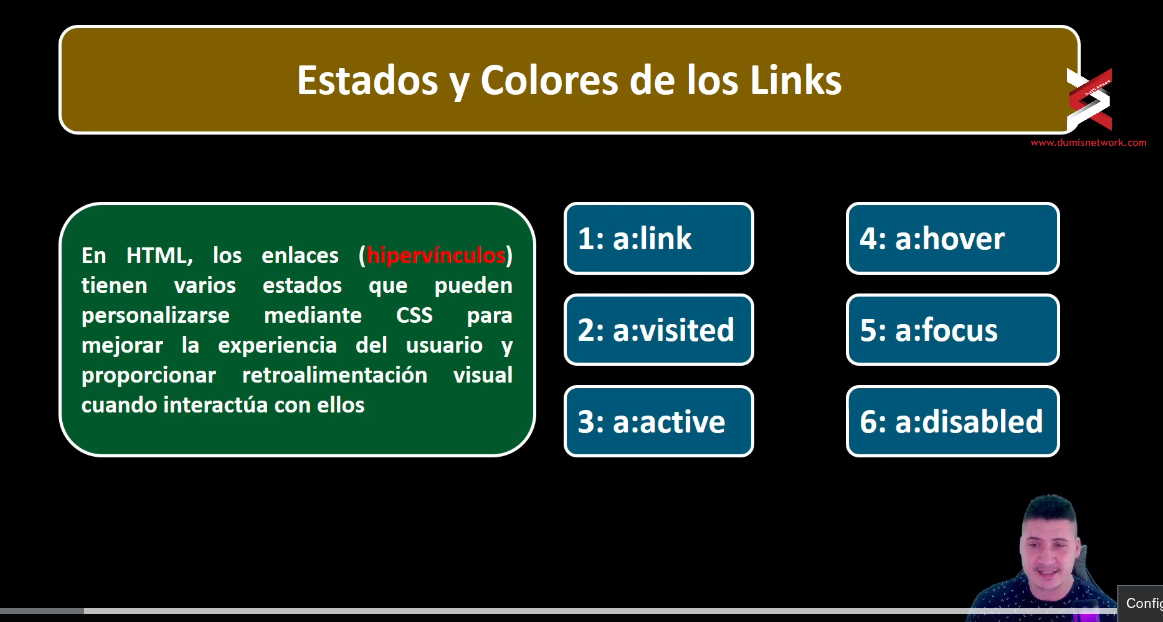 Estados y Colores de los Links
www.dumisnetwork.com
En HTML, los enlaces (hipervínculos)
tienen varios estados que pueden
personalizarse mediante CSS para
mejorar la experiencia del usuario y
proporcionar retroalimentación visual
cuando interactúa con ellos
1: a:link
2: a:visited
3: a:active
4: a:hover
5: a:focus
6: a:disabled